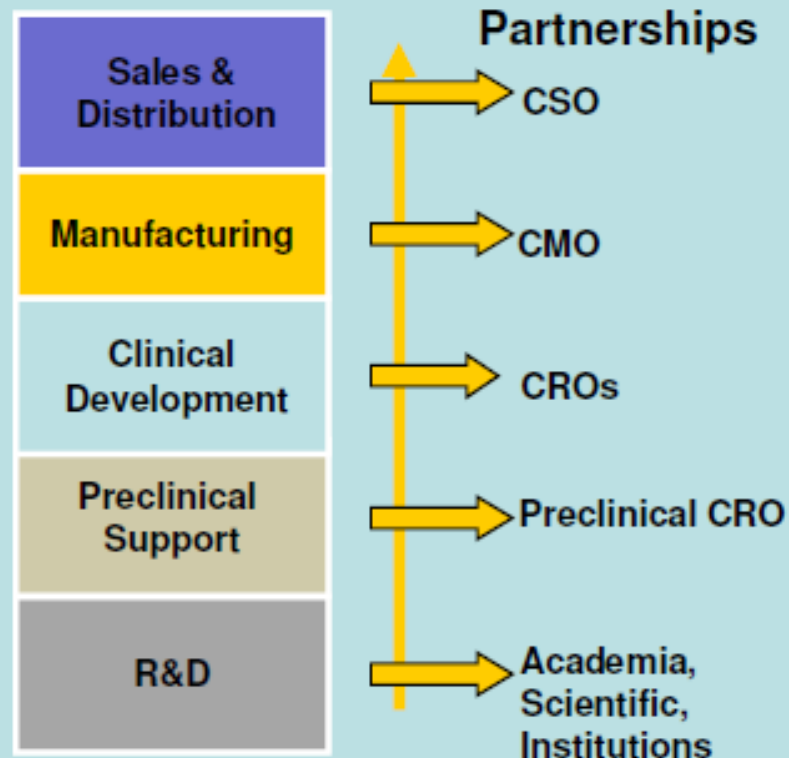 Partnerships
Sales &
Distribution
CSO
Manufacturing
CMO
Clinical
Development
CROs
Preclinical
Support
Preclinical CRO
R&D
Academia,
Scientific,
Institutions